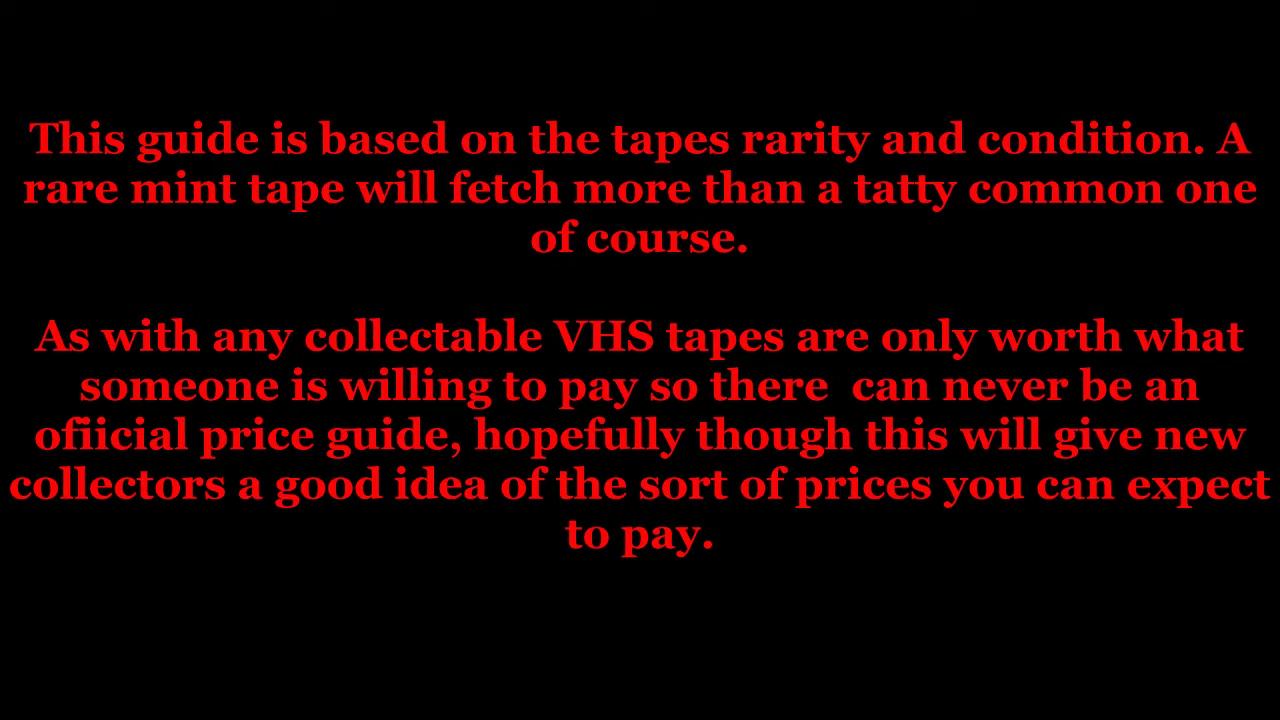 This guide is based on the tapes rarity and condition. A
rare mint tape will fetch more than a tatty common one
of course.
As with any collectable VHS tapes are only worth what
someone is willing to pay so there  can never be an
ofiicial price guide, hopefully though this will give new
collectors a good idea of the sort of prices you can expect
to pay.